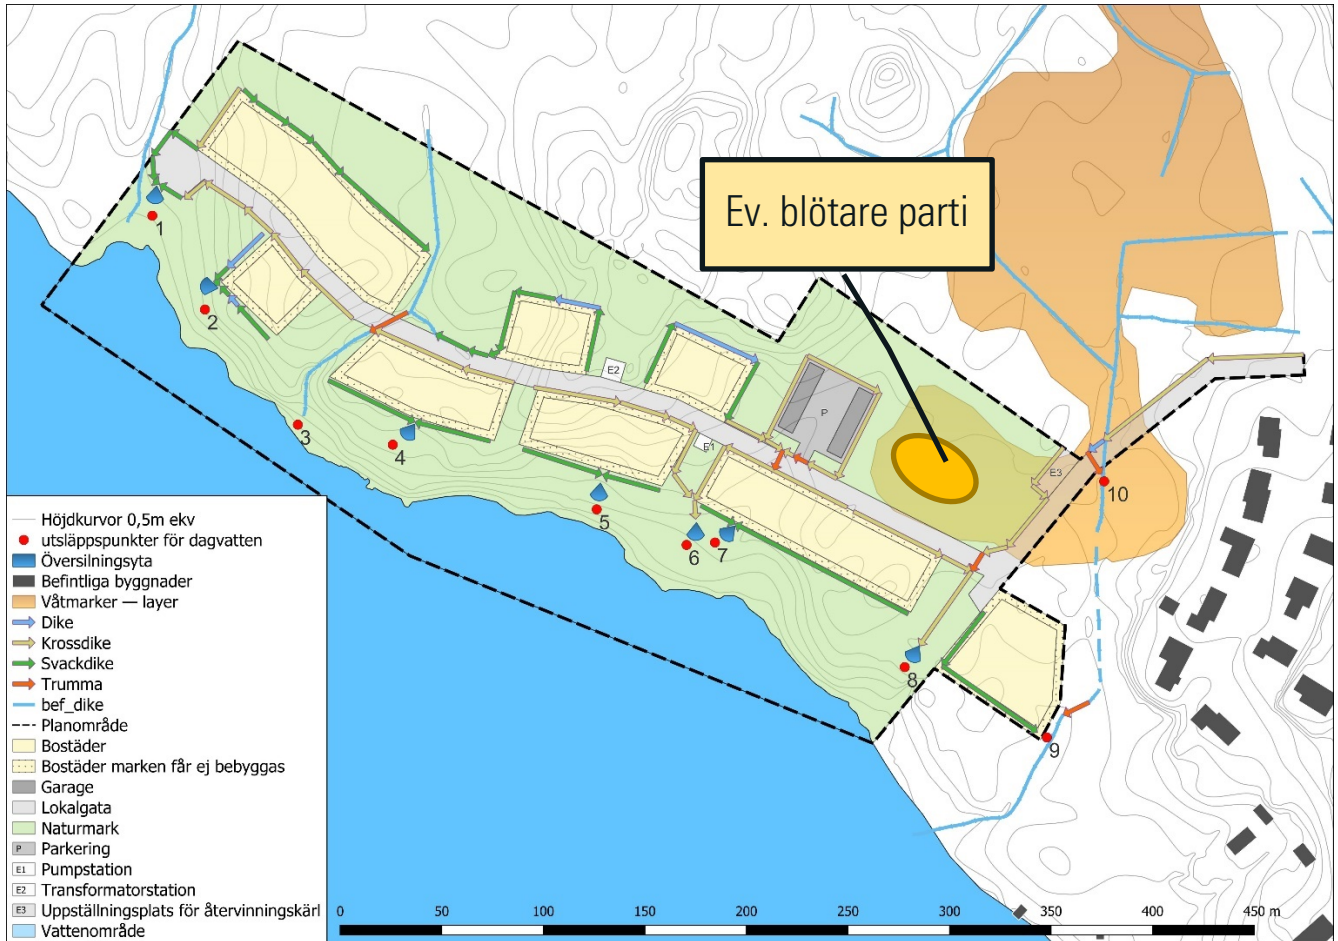 Ev. blötare parti
1
2
3
4
5
6
7
8
9
10
E2
E1
P
E3
Höjdkurvor 0,5m ekv
utsläppspunkter för dagvatten
Översilningsyta
Befintliga byggnader
Våtmarker — layer
Dike
Krossdike
Svackdike
Trumma
bef_dike
Planområde
Bostäder
Bostäder marken får ej bebyggas
Garage
Lokalgata
Naturmark
P Parkering
E1 Pumpstation
E2 Transformatorstation
E3 Uppställningsplats för återvinningskärl
Vattenområde
0 50 100 150 200 250 300 350 400 450 m